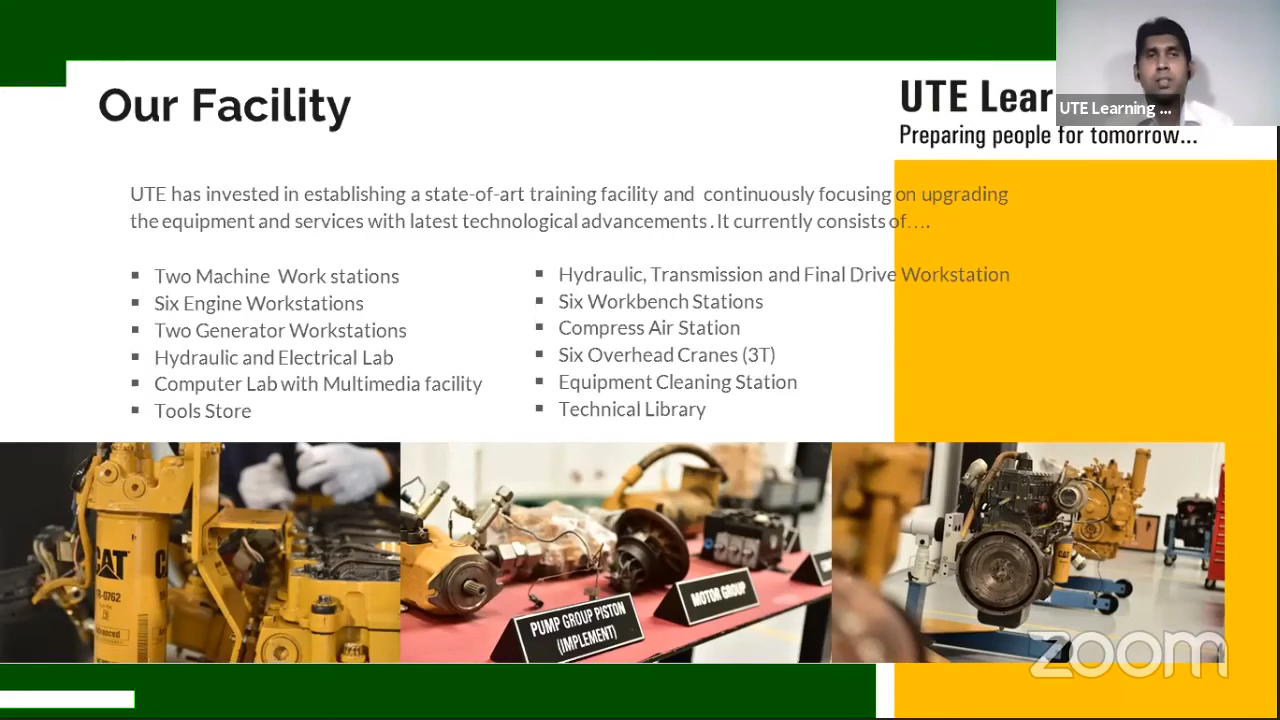 Our Facility
UTE Lear
UTE Learning ...
Preparing people for tomorrow...
UTE has invested in establishing a state-of-art training facility and continuously focusing on upgrading
the equipment and services with latest technological advancements . It currently consists of....
Two Machine Work stations
Six Engine Workstations
Two Generator Workstations
Hydraulic and Electrical Lab
Computer Lab with Multimedia facility
Tools Store
Hydraulic, Transmission and Final Drive Workstation
Six Workbench Stations
Compress Air Station
Six Overhead Cranes (3T)
Equipment Cleaning Station
Technical Library
CAT
R-0762
PUMP GROUP PISTON
(IMPLEMENT)
MOTOR GROUP
CAT
zoom